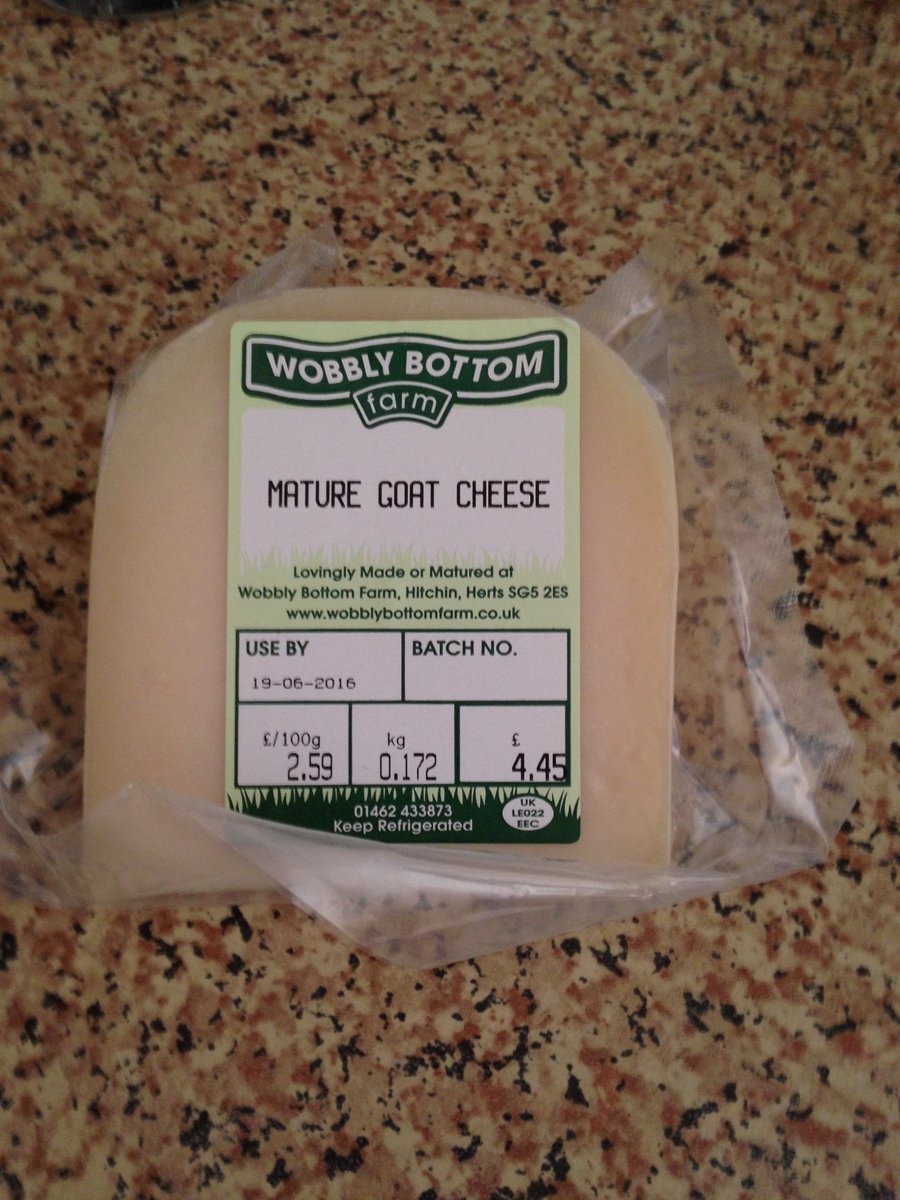 WOBBLY BOTTOM
farm
MATURE GOAT CHEESE
Lovingly Made or Matured at
Wobbly Bottom Farm, Hitchin, Herts SG5 2ES
www.wobblybottomfarm.co.uk
USE BY
19-06-2016
BATCH NO.
£/100g
2.59
kg
0.172
£
4.45
01462 433873
Keep Refrigerated
UK
LE022
EEC